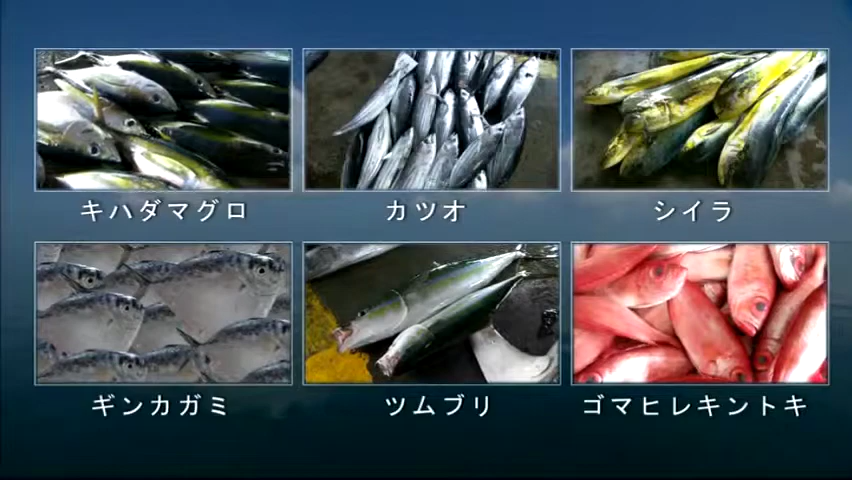 キハダマグロ
カツオ
シイラ
ギンカガミ
ツムブリ
ゴマヒレキントキ